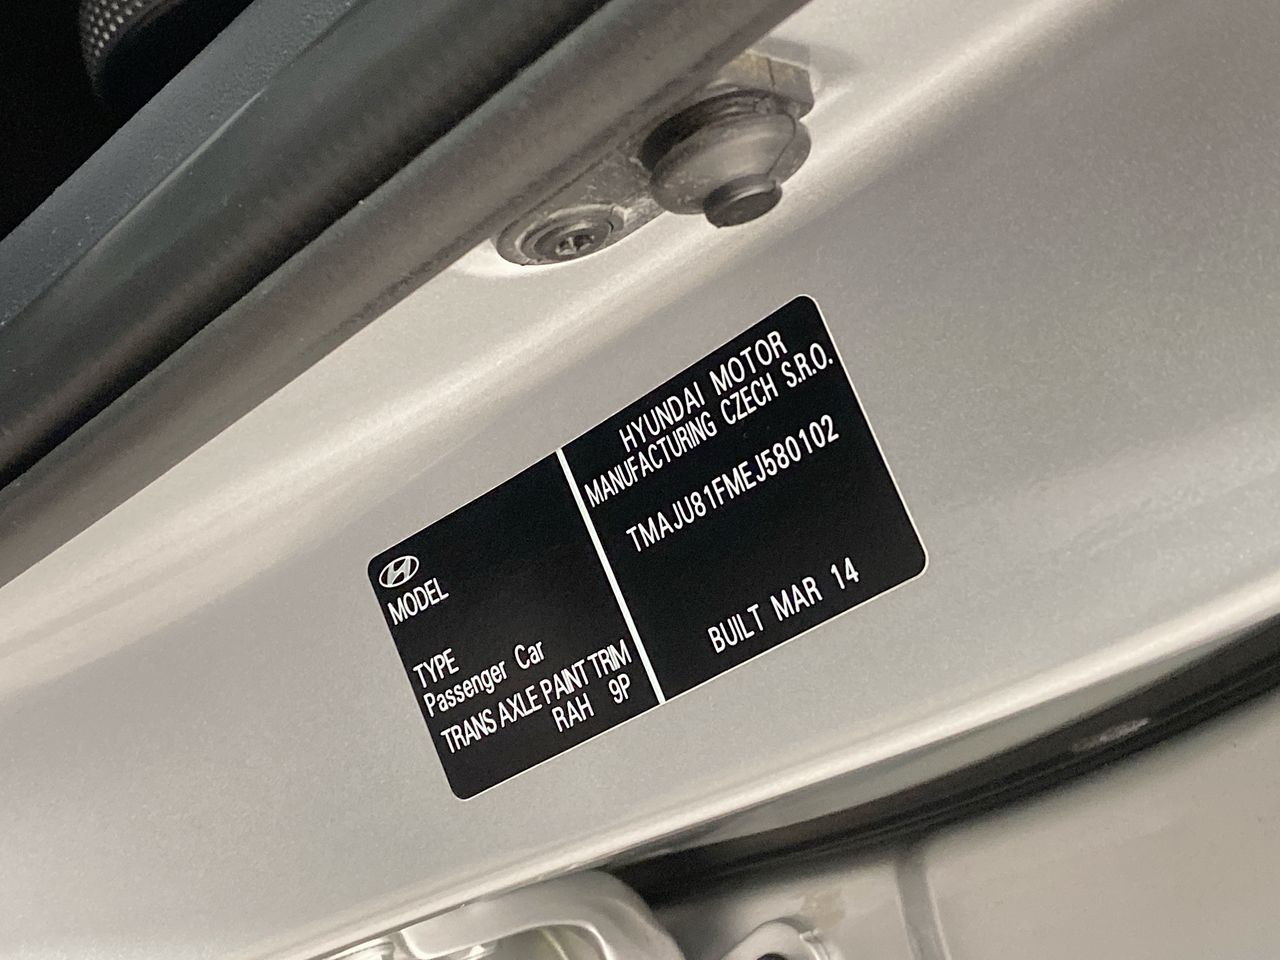 HYUNDAI MOTOR
MANUFACTURING CZECH S.R.O.
TMAJU81FMEJ580102
BUILT MAR 14
MODEL
TYPE
Passenger Car
TRANS AXLE PAINT TRIM
RAH 9P